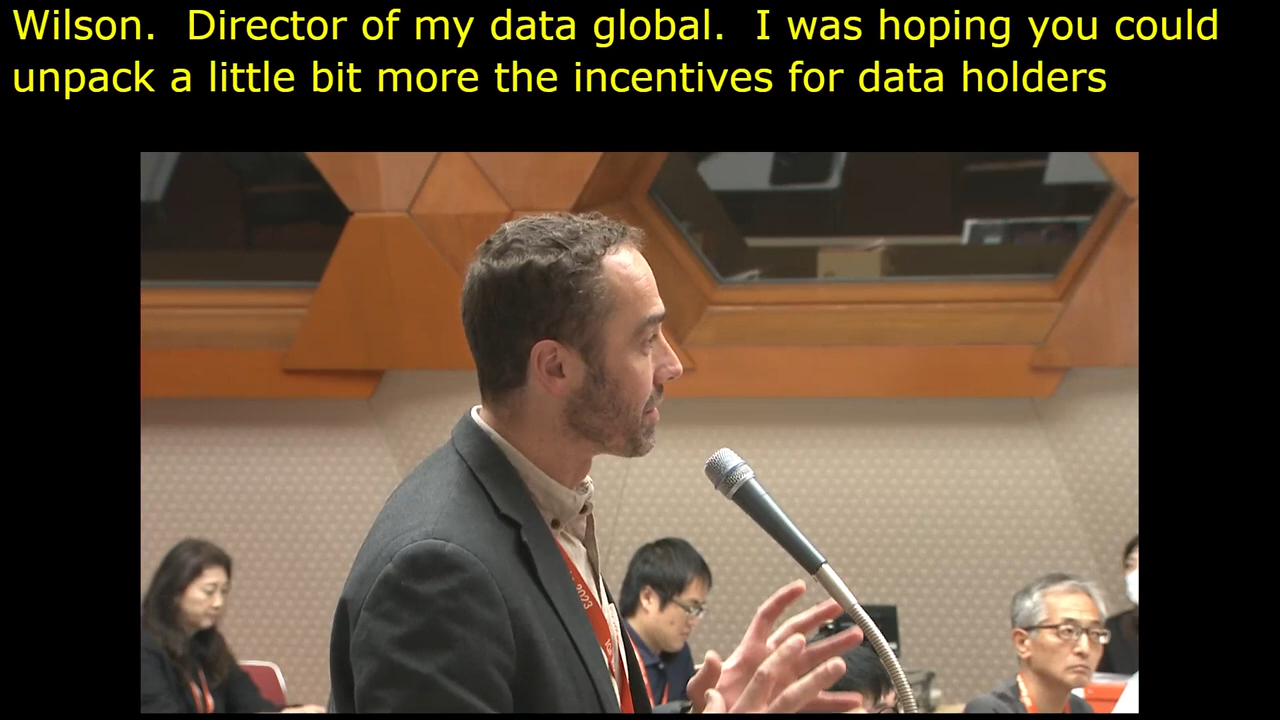 Wilson.  Director of my data global.  I was hoping you could
unpack a little bit more the incentives for data holders
2023